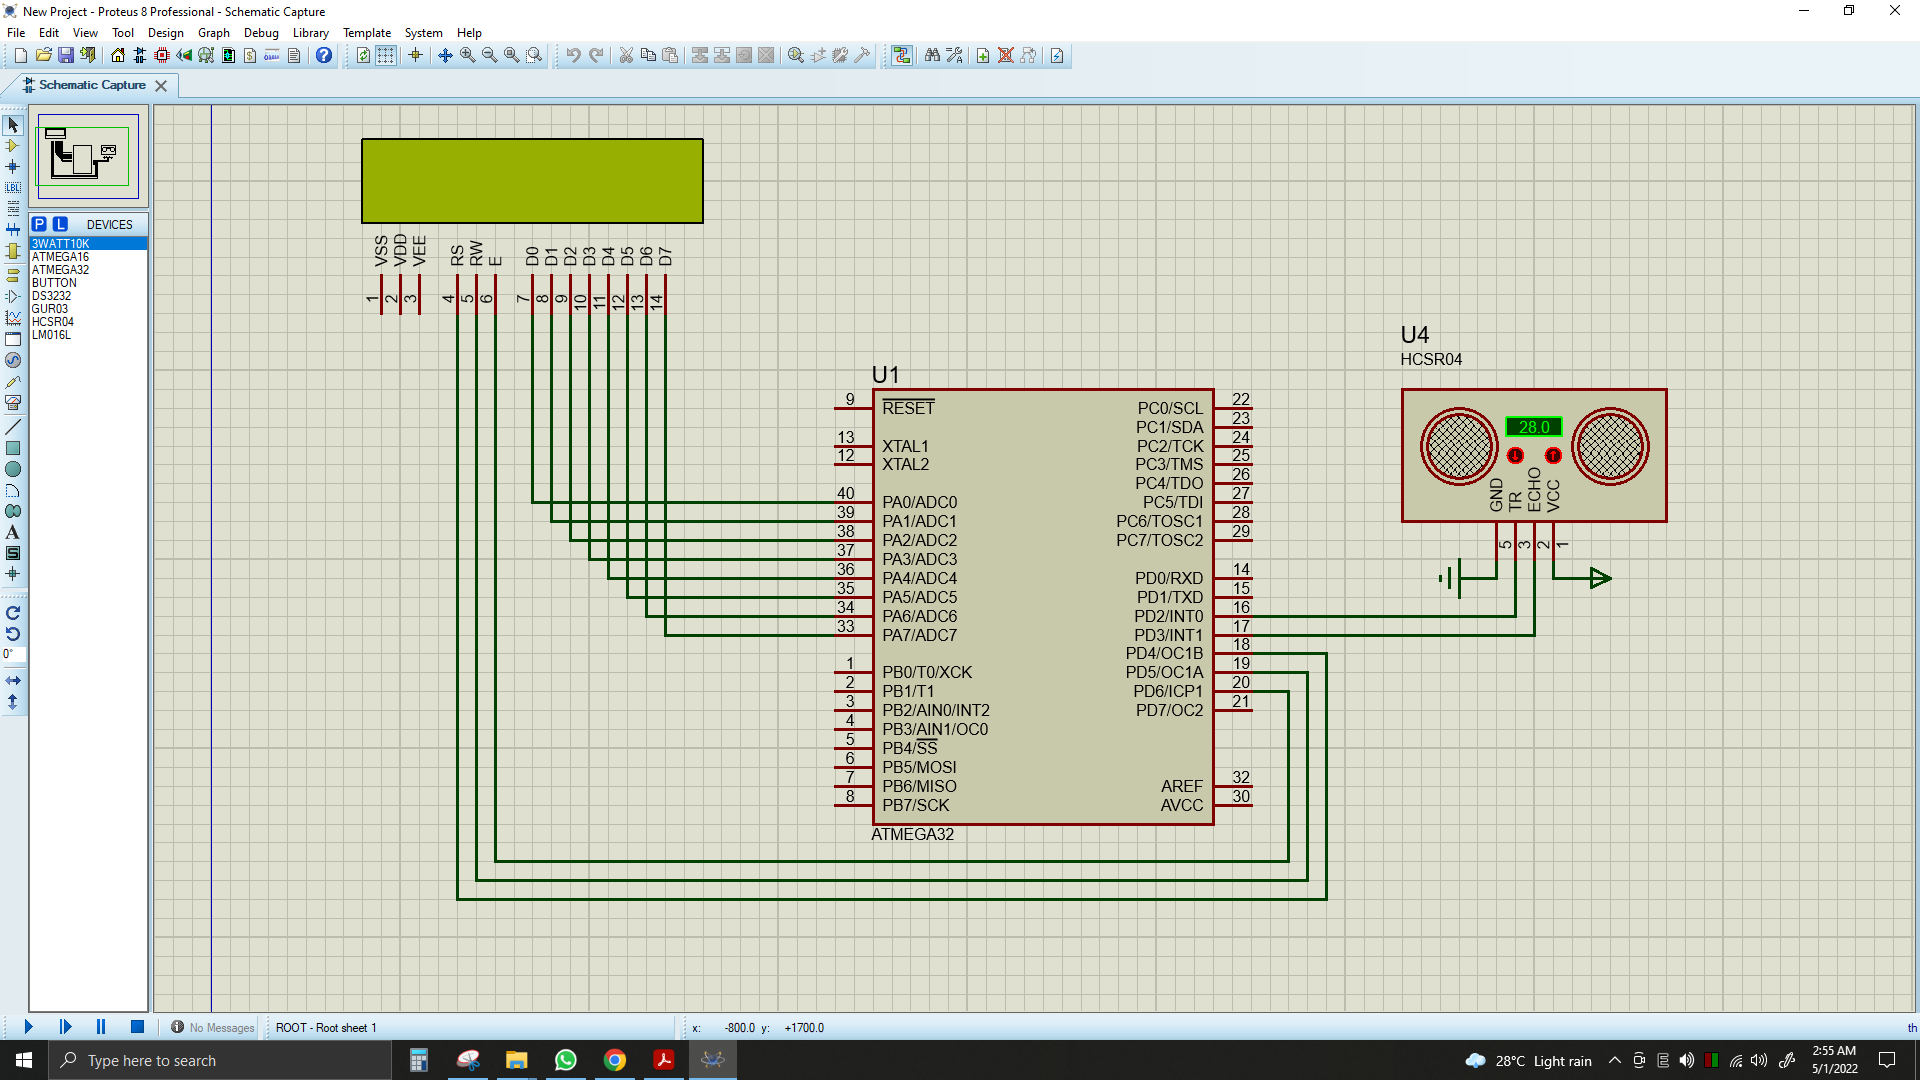 New Project - Proteus 8 Professional - Schematic Capture
File Edit View Tool Design Graph Debug Library Template System Help
Schematic Capture
P L DEVICES
3WATT10K
ATMEGA16
ATMEGA32
BUTTON
DS3232
GUR03
HCSR04
LM016L
LBL
A
S
0°
VSS VDD VEE RS RW E D0 D1 D2 D3 D4 D5 D6 D7
1 2 3 4 5 6 7 8 9 10 11 12 13 14
U1
9 RESET
13 XTAL1
12 XTAL2
40 PA0/ADC0
39 PA1/ADC1
38 PA2/ADC2
37 PA3/ADC3
36 PA4/ADC4
35 PA5/ADC5
34 PA6/ADC6
33 PA7/ADC7
1 PB0/T0/XCK
2 PB1/T1
3 PB2/AIN0/INT2
4 PB3/AIN1/OC0
5 PB4/SS
6 PB5/MOSI
7 PB6/MISO
8 PB7/SCK
PC0/SCL 22
PC1/SDA 23
PC2/TCK 24
PC3/TMS 25
PC4/TDO 26
PC5/TDI 27
PC6/TOSC1 28
PC7/TOSC2 29
PD0/RXD 14
PD1/TXD 15
PD2/INT0 16
PD3/INT1 17
PD4/OC1B 18
PD5/OC1A 19
PD6/ICP1 20
PD7/OC2 21
AREF 32
AVCC 30
ATMEGA32
U4
HCSR04
28.0
GND TR ECHO VCC
5 3 2 1
No Messages
ROOT - Root sheet 1
x: -800.0 y: +1700.0
th
Type here to search
28°C Light rain
2:55 AM
5/1/2022